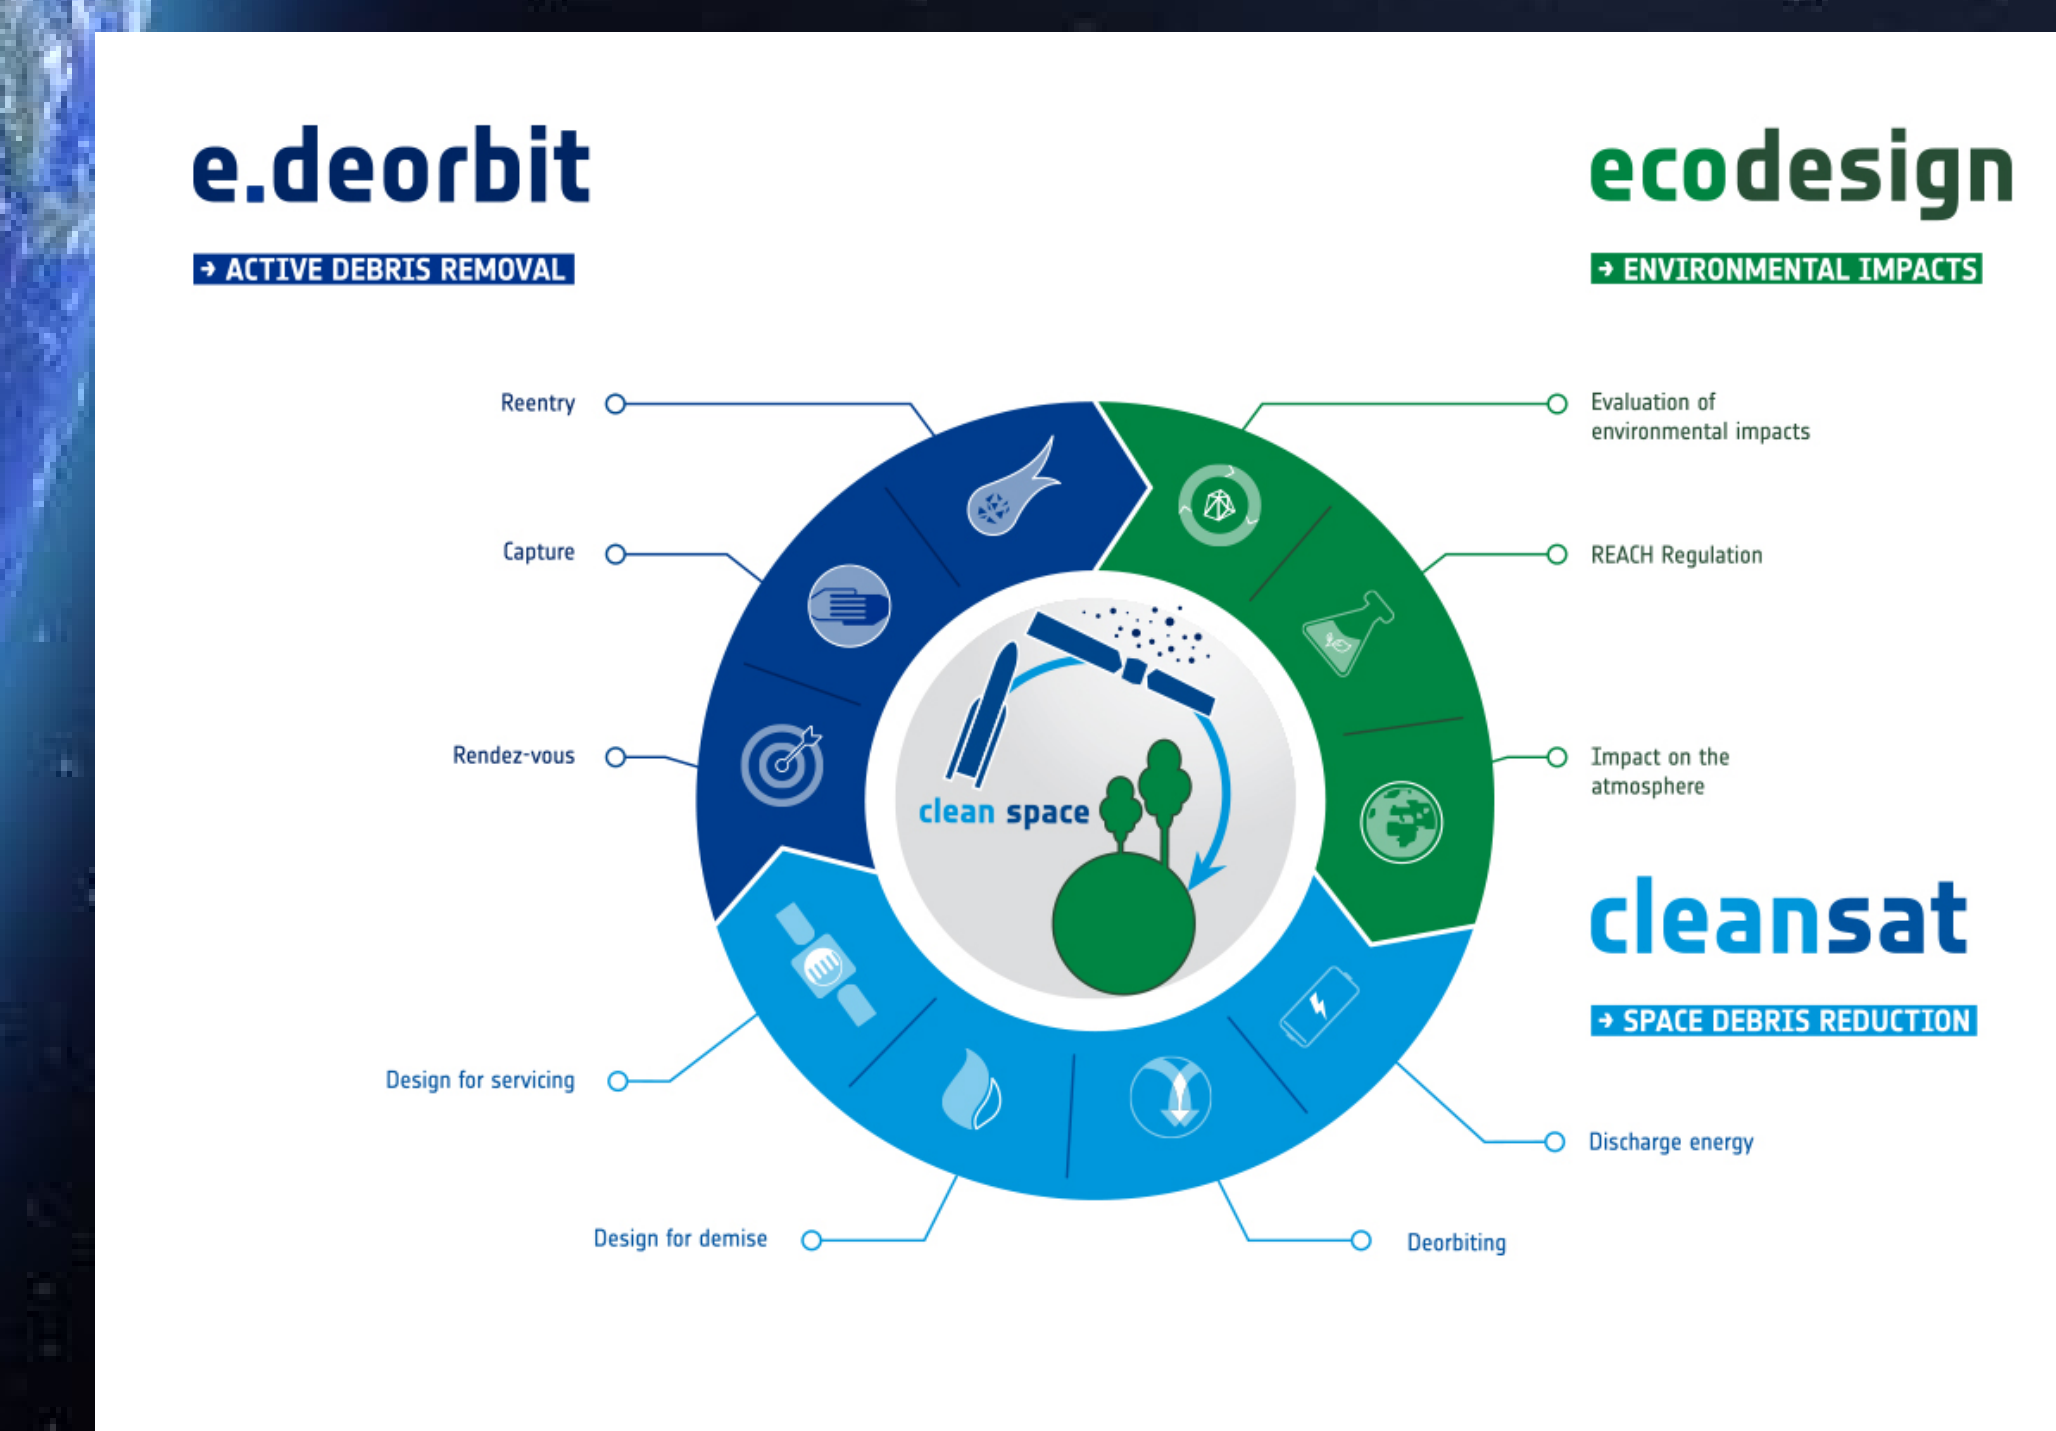 e.deorbit
→ ACTIVE DEBRIS REMOVAL
ecodesign
→ ENVIRONMENTAL IMPACTS
Reentry
Capture
Rendez-vous
Evaluation of
environmental impacts
REACH Regulation
Impact on the
atmosphere
clean space
cleansat
→ SPACE DEBRIS REDUCTION
Design for servicing
Design for demise
Deorbiting
Discharge energy